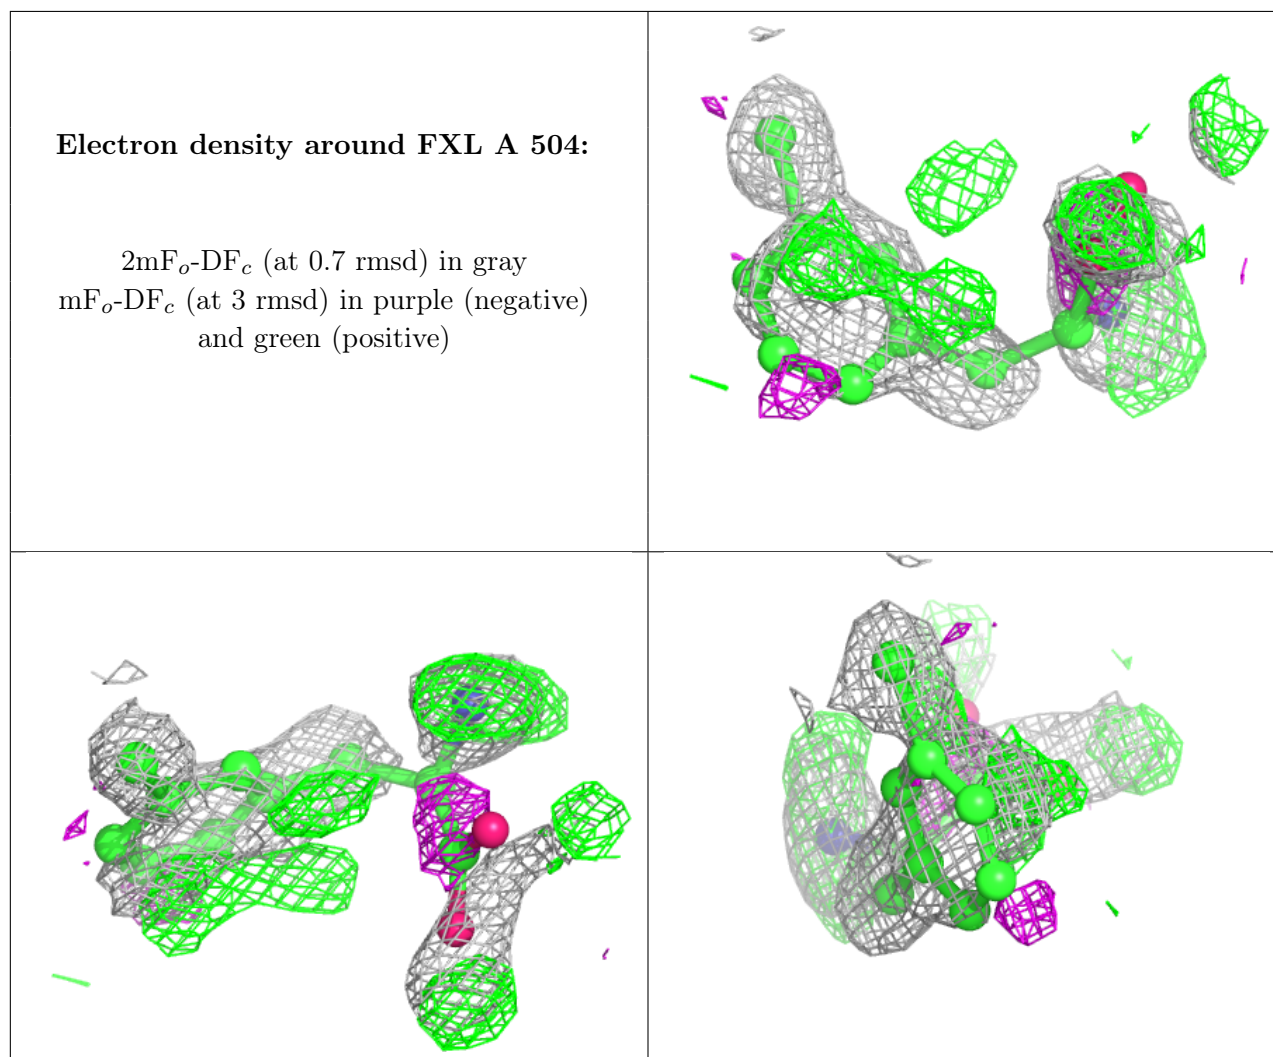 Electron density around FXL A 504:
2mFo-DFc (at 0.7 rmsd) in gray
mFo-DFc (at 3 rmsd) in purple (negative)
and green (positive)